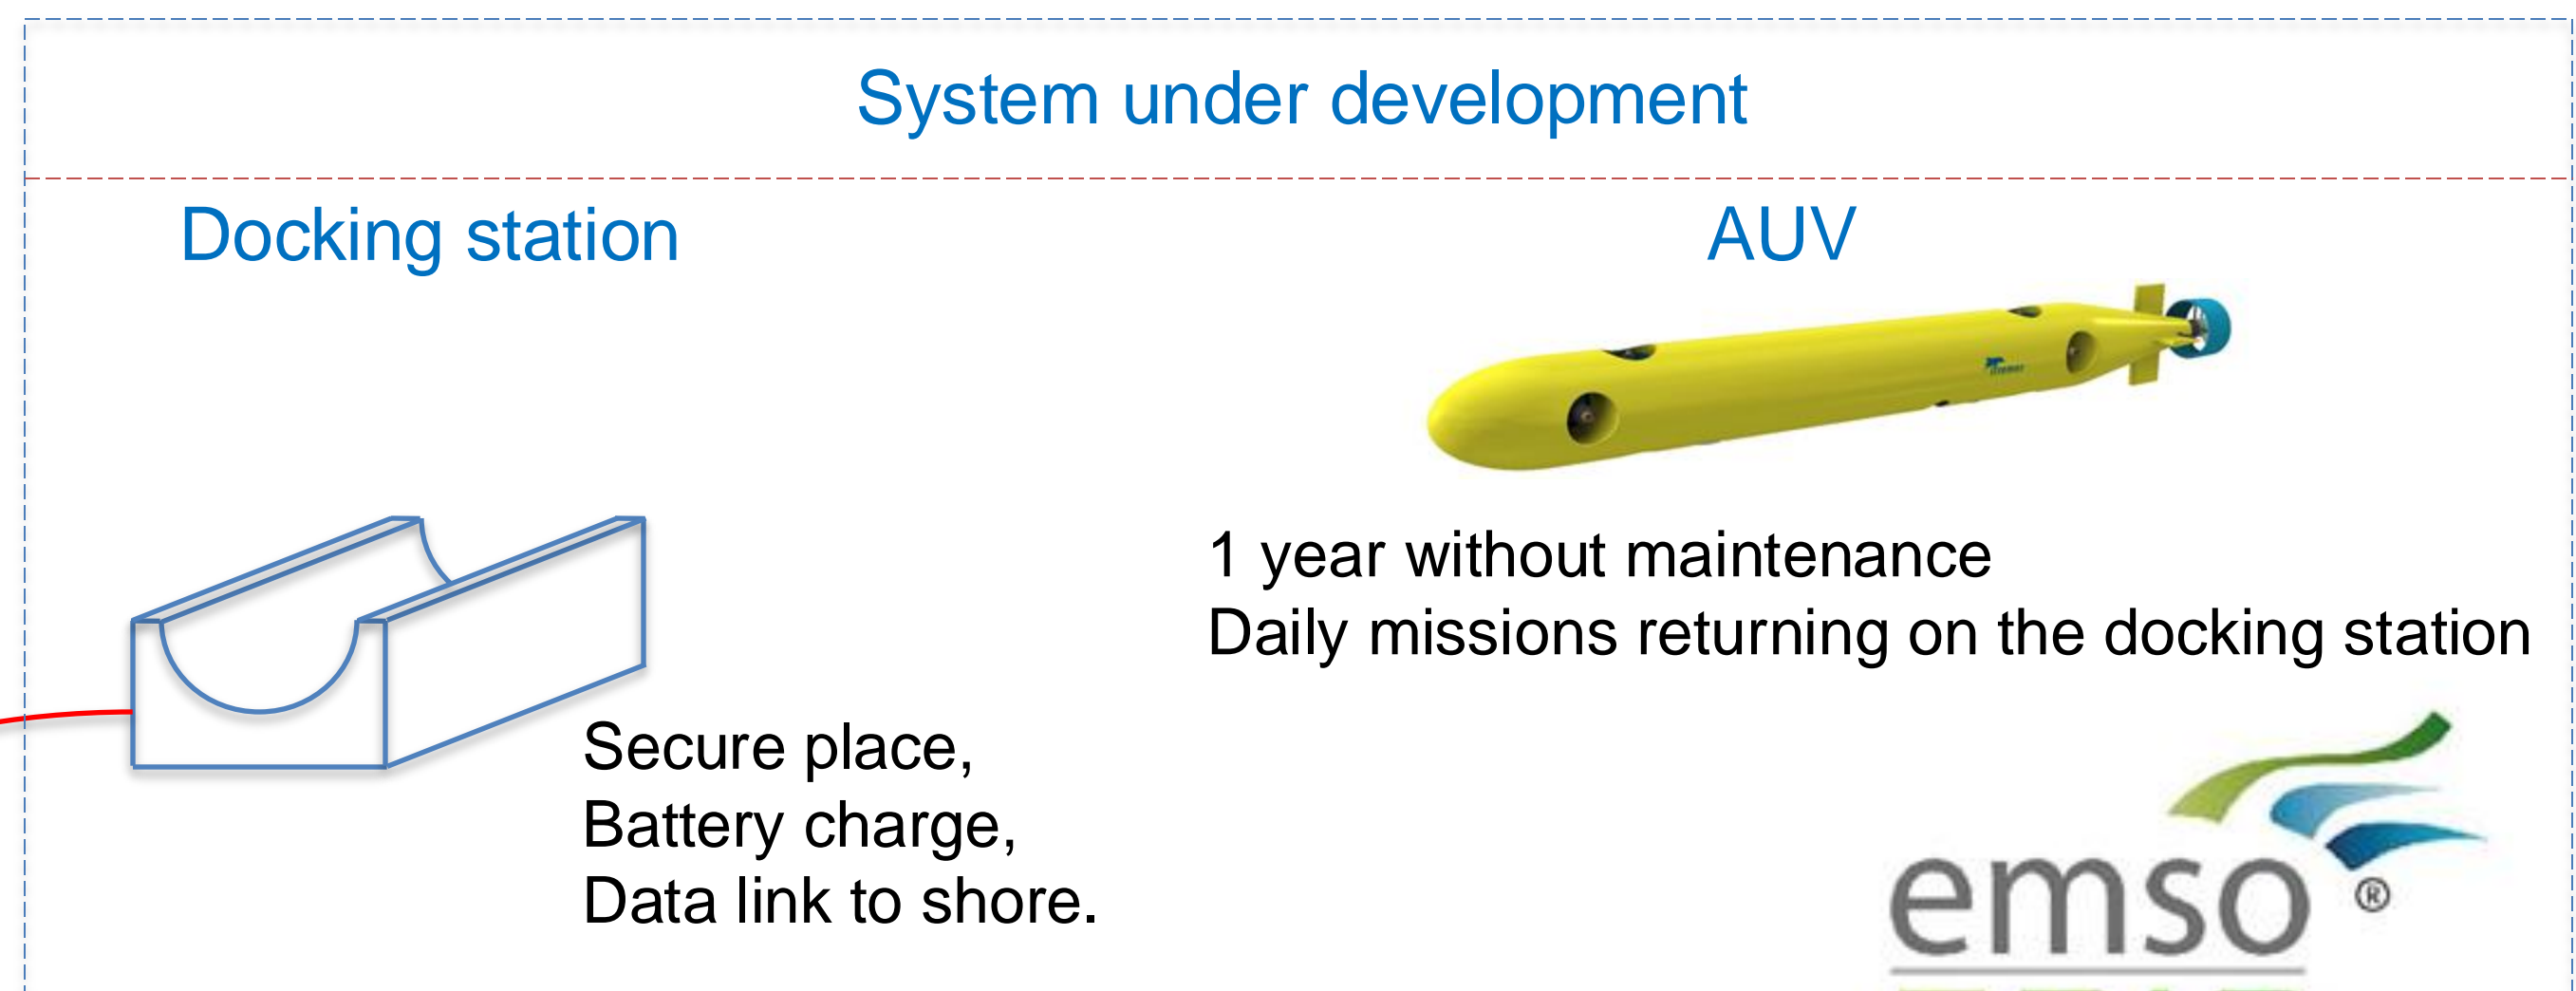 System under development
Docking station
AUV
1 year without maintenance
Daily missions returning on the docking station
Secure place,
Battery charge,
Data link to shore.
emso ®